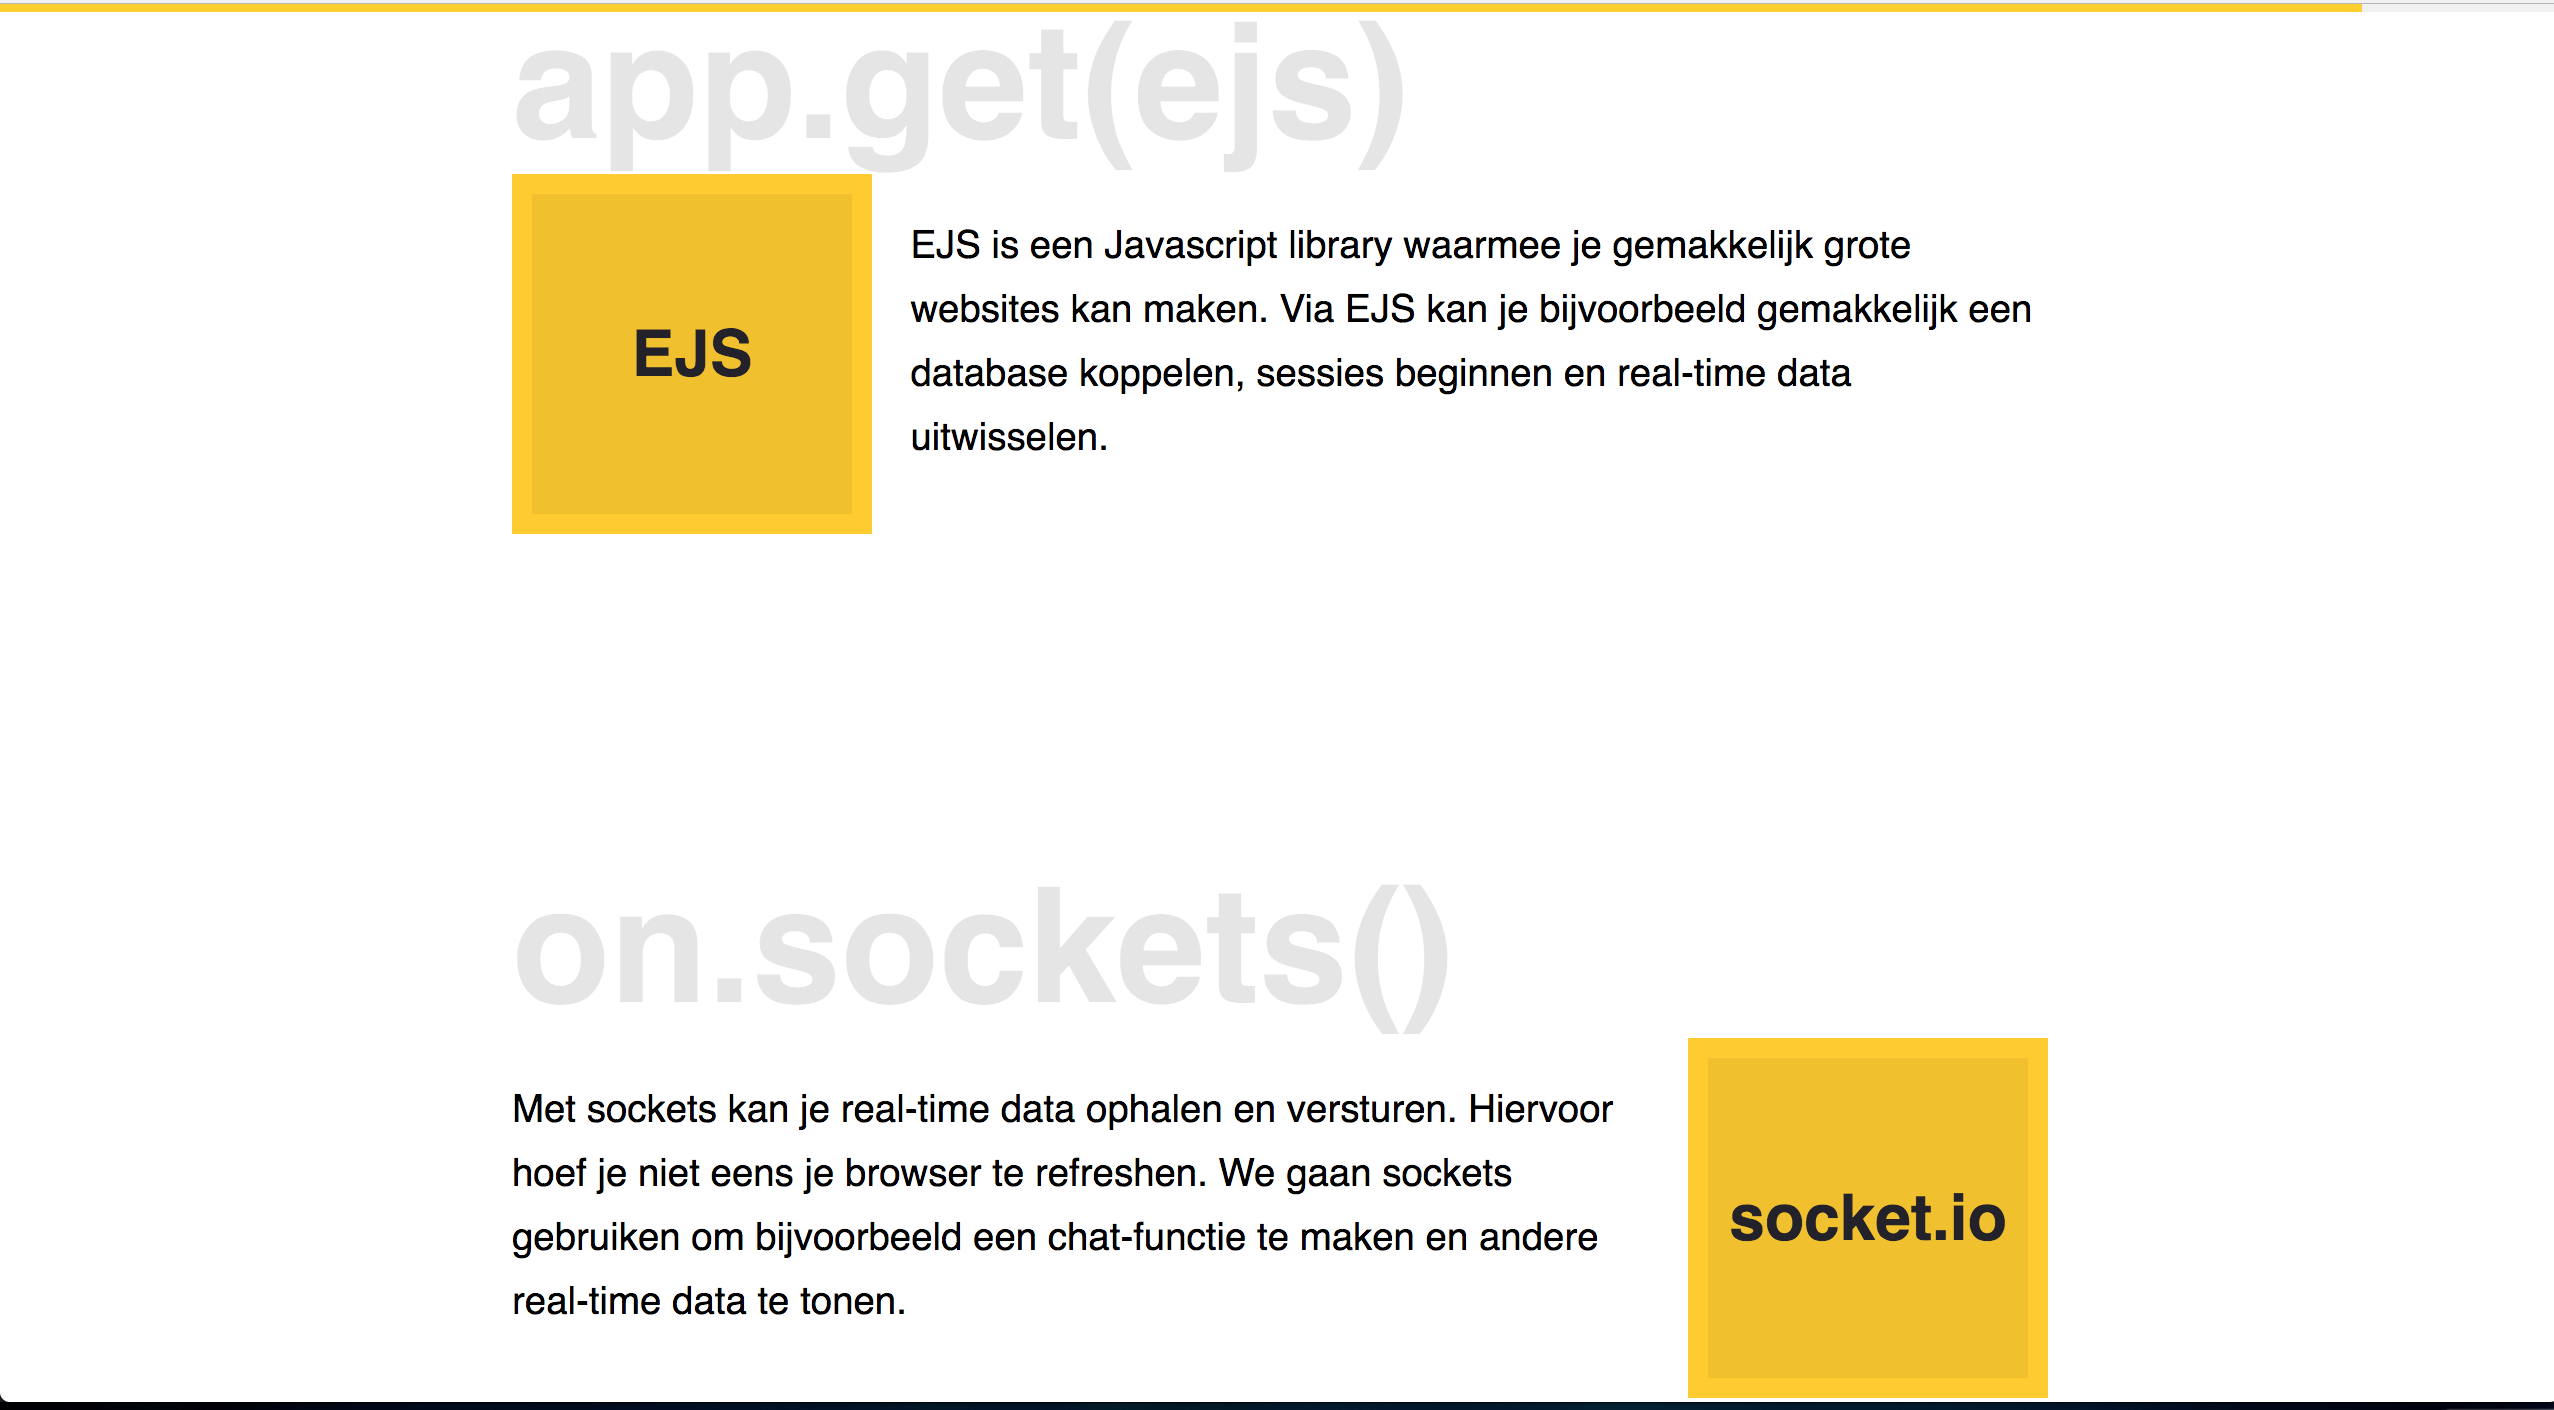 app.get(ejs)
EJS
EJS is een Javascript library waarmee je gemakkelijk grote
websites kan maken. Via EJS kan je bijvoorbeeld gemakkelijk een
database koppelen, sessies beginnen en real-time data
uitwisselen.
on.sockets()
Met sockets kan je real-time data ophalen en versturen. Hiervoor
hoef je niet eens je browser te refreshen. We gaan sockets
gebruiken om bijvoorbeeld een chat-functie te maken en andere
real-time data te tonen.
socket.io